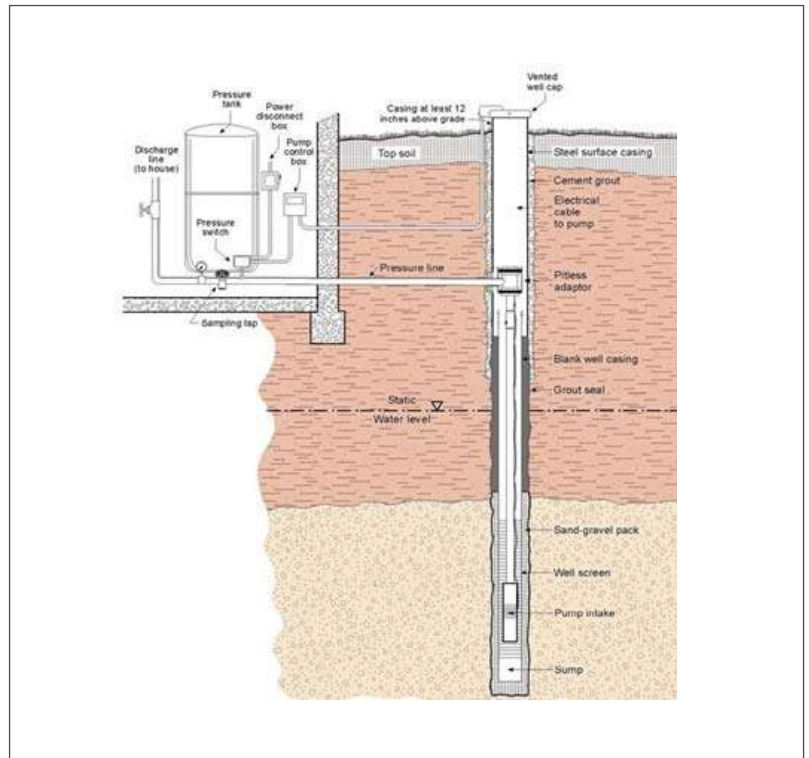 Vented
well cap
Pressure
tank
Power
disconnect
box
Casing at least 12
inches above grade
Pump
control
box
Discharge
line
(to house)
Top soil
Steel surface casing
Cement grout
Electrical
cable
to pump
Pressure
switch
Pressure line
Pitless
adaptor
Sampling tap
Blank well casing
Grout seal
Static
Water level
Sand-gravel pack
Well screen
Pump intake
Sump